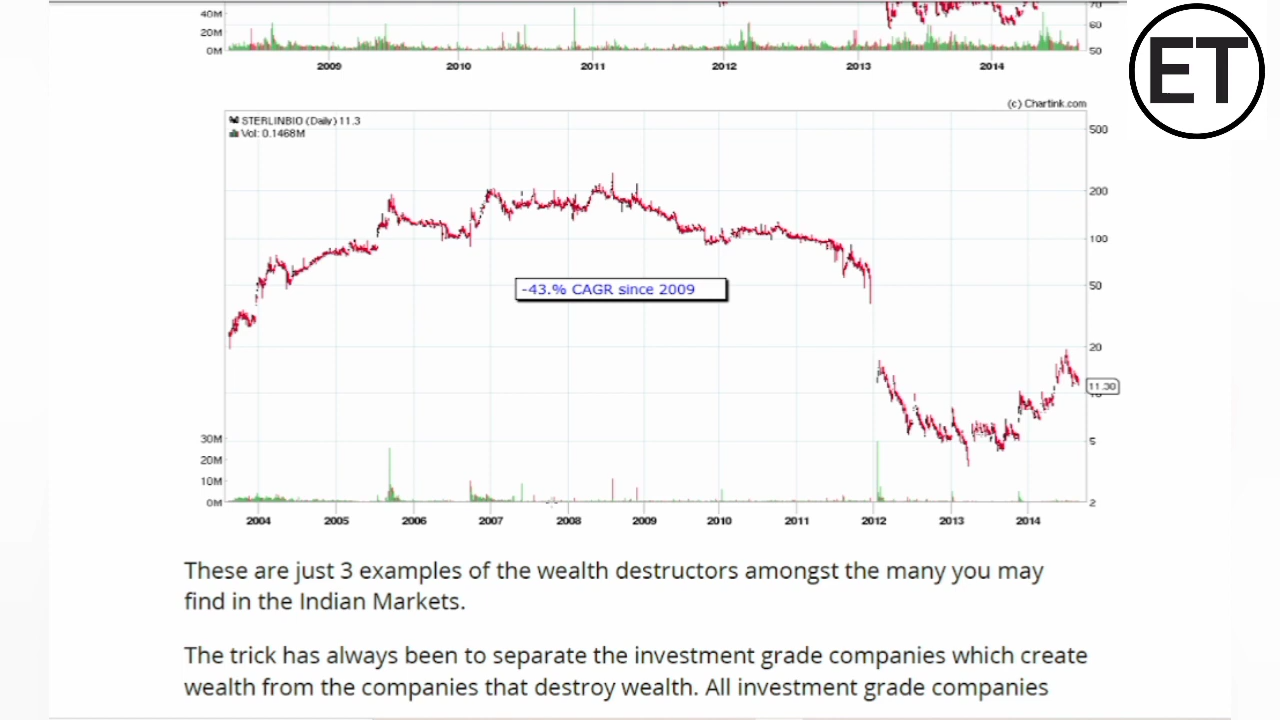 40M
70
20M
60
0M
50
2009 2010 2011 2012 2013 2014
ET
(c) Chartink.com
STERLINBIO (Daily) 11.3
Vol: 0.1468M
500
200
100
-43.% CAGR since 2009
50
20
11.30
30M
5
20M
10M
0M
2
2004 2005 2006 2007 2008 2009 2010 2011 2012 2013 2014
These are just 3 examples of the wealth destructors amongst the many you may
find in the Indian Markets.
The trick has always been to separate the investment grade companies which create
wealth from the companies that destroy wealth. All investment grade companies